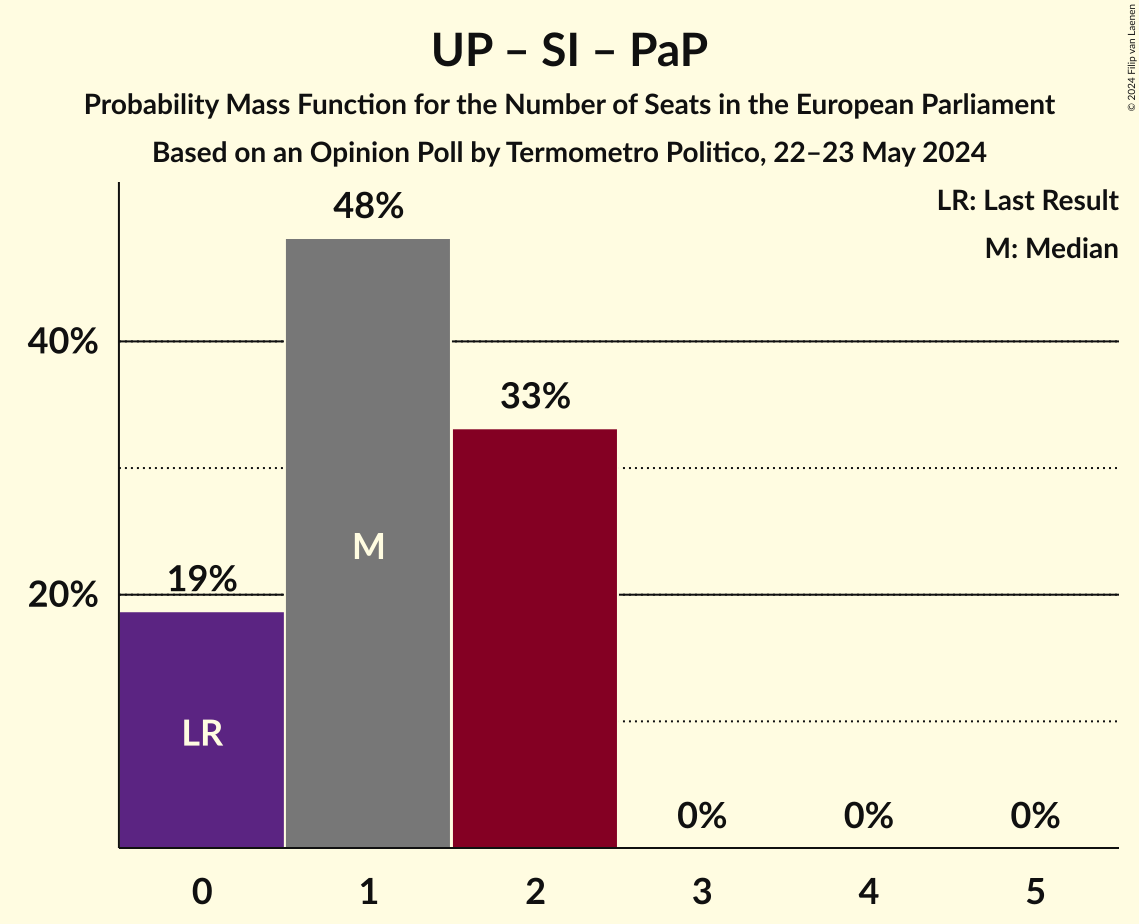 UP – SI – PaP
Probability Mass Function for the Number of Seats in the European Parliament
Based on an Opinion Poll by Termometro Politico, 22–23 May 2024
© 2024 Filip van Laenen
LR: Last Result
M: Median
48%
40%
33%
M
19%
20%
LR
0%
0%
0%
0
1
2
3
4
5